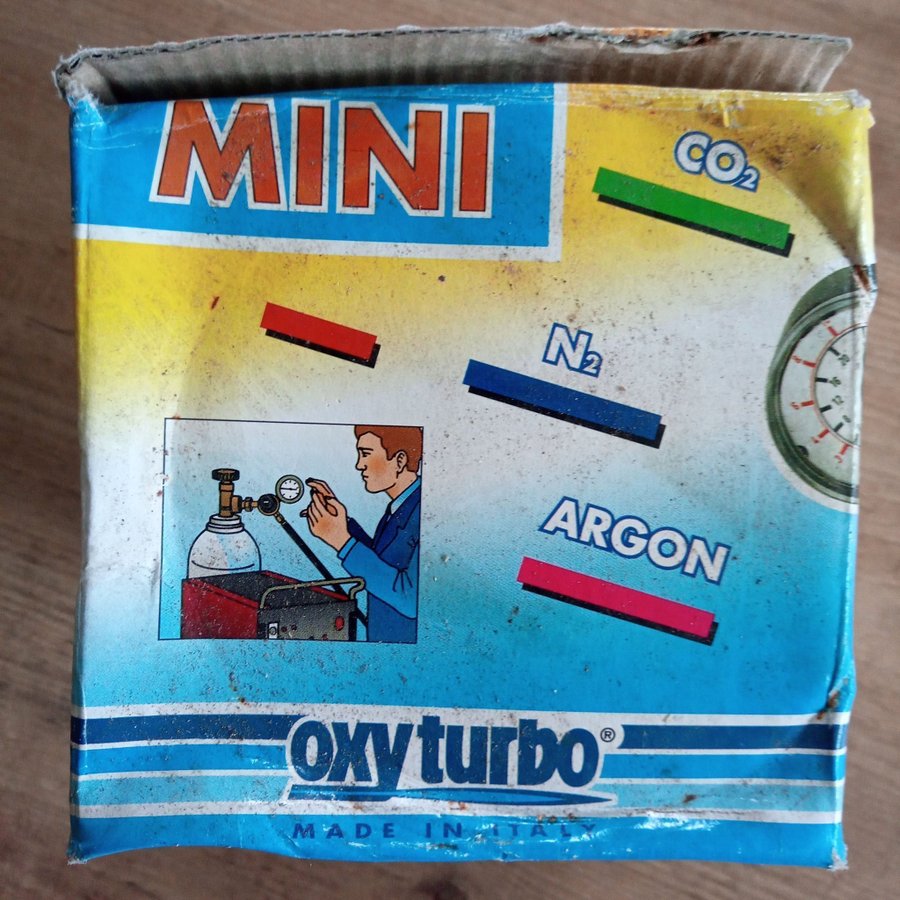 MINI
CO₂
N₂
ARGON
oxyturbo®
MADE IN ITALY